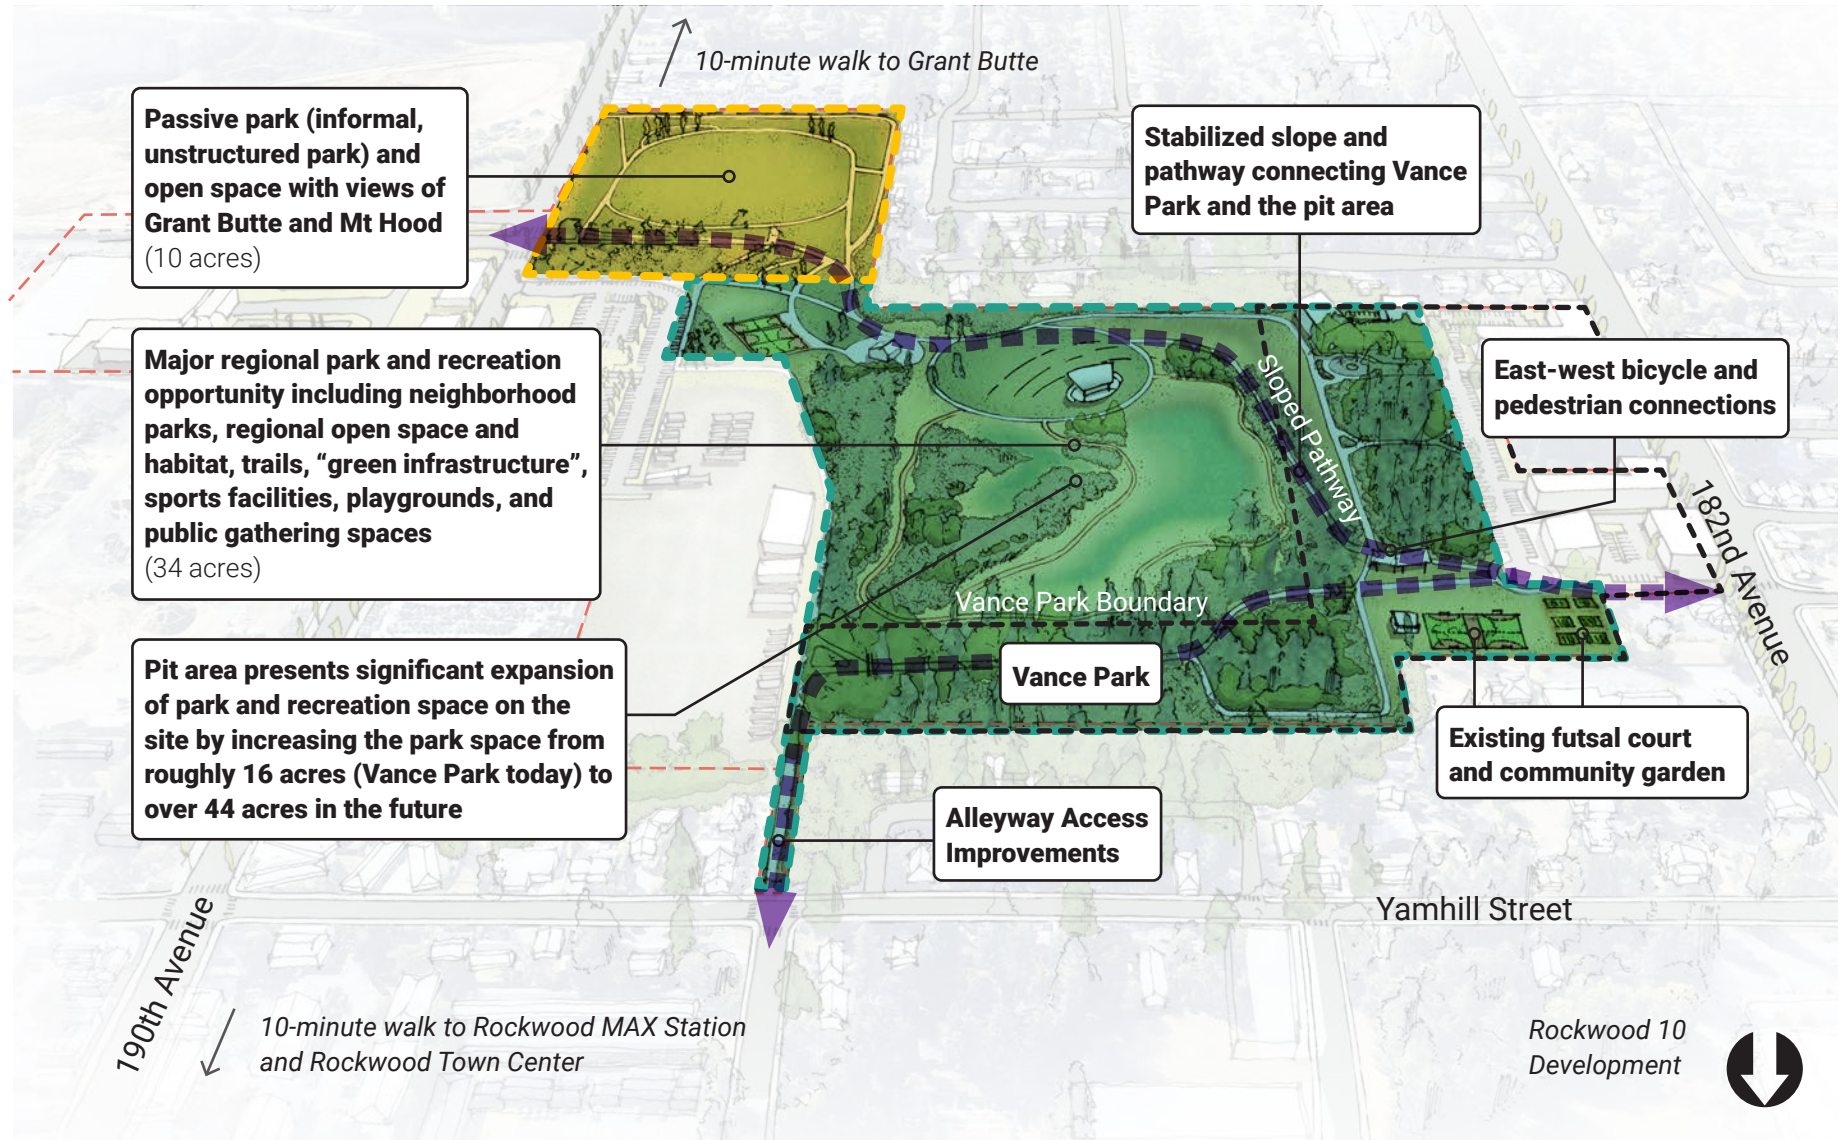 10-minute walk to Grant Butte
Passive park (informal,
unstructured park) and
open space with views of
Grant Butte and Mt Hood
(10 acres)
Stabilized slope and
pathway connecting Vance
Park and the pit area
Major regional park and recreation
opportunity including neighborhood
parks, regional open space and
habitat, trails, “green infrastructure”,
sports facilities, playgrounds, and
public gathering spaces
(34 acres)
East-west bicycle and
pedestrian connections
Sloped Pathway
182nd Avenue
Vance Park Boundary
Vance Park
Pit area presents significant expansion
of park and recreation space on the
site by increasing the park space from
roughly 16 acres (Vance Park today) to
over 44 acres in the future
Existing futsal court
and community garden
Alleyway Access
Improvements
Yamhill Street
190th Avenue
10-minute walk to Rockwood MAX Station
and Rockwood Town Center
Rockwood 10
Development